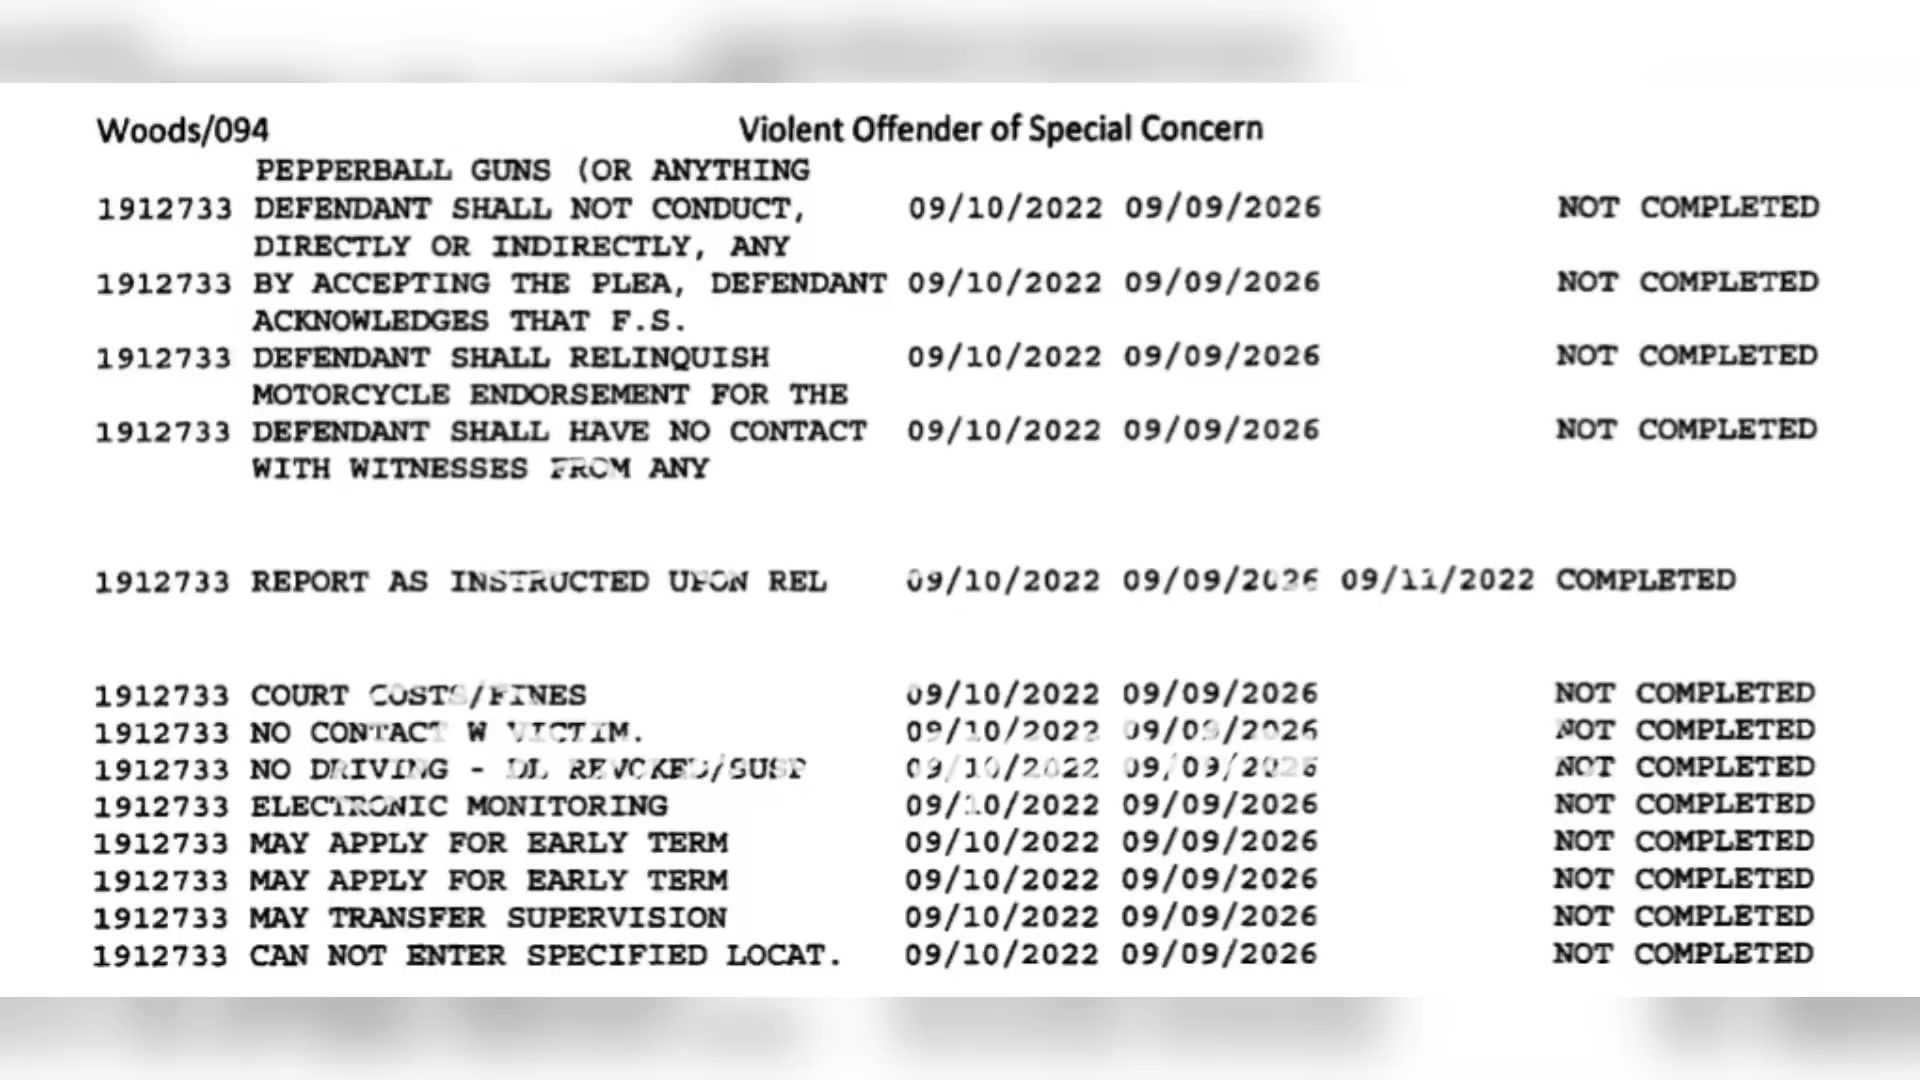 Woods/094 Violent Offender of Special Concern
PEPPERBALL GUNS (OR ANYTHING
1912733 DEFENDANT SHALL NOT CONDUCT, 09/10/2022 09/09/2026 NOT COMPLETED
DIRECTLY OR INDIRECTLY, ANY
1912733 BY ACCEPTING THE PLEA, DEFENDANT 09/10/2022 09/09/2026 NOT COMPLETED
ACKNOWLEDGES THAT F.S.
1912733 DEFENDANT SHALL RELINQUISH 09/10/2022 09/09/2026 NOT COMPLETED
MOTORCYCLE ENDORSEMENT FOR THE
1912733 DEFENDANT SHALL HAVE NO CONTACT 09/10/2022 09/09/2026 NOT COMPLETED
WITH WITNESSES FROM ANY
1912733 REPORT AS INSTRUCTED UPON REL 09/10/2022 09/09/2026 09/11/2022 COMPLETED
1912733 COURT COSTS/FINES 09/10/2022 09/09/2026 NOT COMPLETED
1912733 NO CONTACT W VICTIM. 09/10/2022 09/09/2026 NOT COMPLETED
1912733 NO DRIVING - DL REVOKED/SUSP 09/10/2022 09/09/2026 NOT COMPLETED
1912733 ELECTRONIC MONITORING 09/10/2022 09/09/2026 NOT COMPLETED
1912733 MAY APPLY FOR EARLY TERM 09/10/2022 09/09/2026 NOT COMPLETED
1912733 MAY APPLY FOR EARLY TERM 09/10/2022 09/09/2026 NOT COMPLETED
1912733 MAY TRANSFER SUPERVISION 09/10/2022 09/09/2026 NOT COMPLETED
1912733 CAN NOT ENTER SPECIFIED LOCAT. 09/10/2022 09/09/2026 NOT COMPLETED